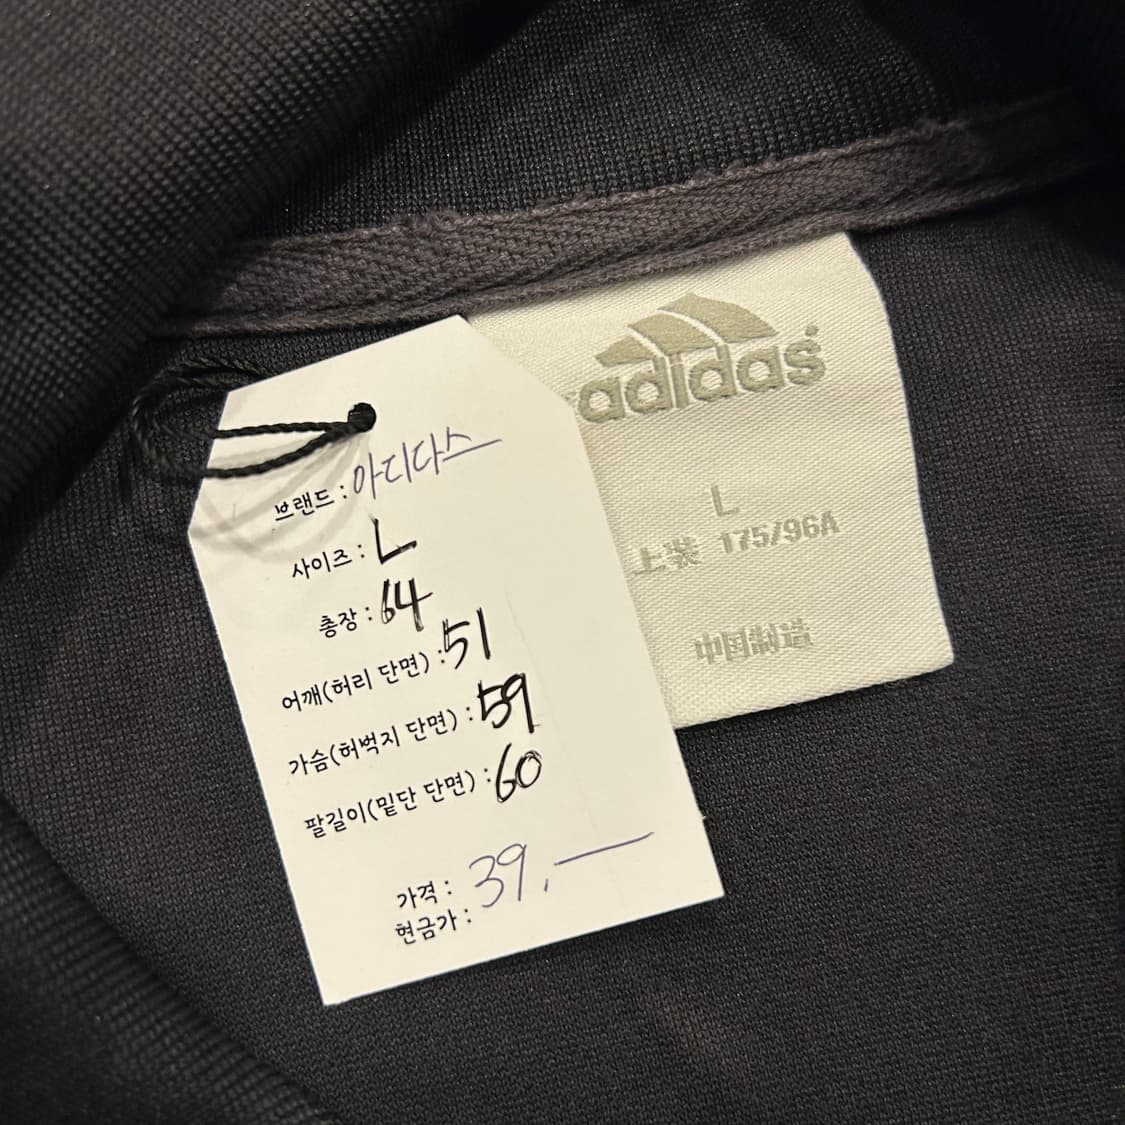 브랜드 : 아디다스
사이즈 : L
총장 : 64
어깨(허리 단면) : 51
가슴(허벅지 단면) : 59
팔길이(밑단 단면) : 60
가격 : 39,—
현금가 :
adidas
L
上装 175/96A
中国制造